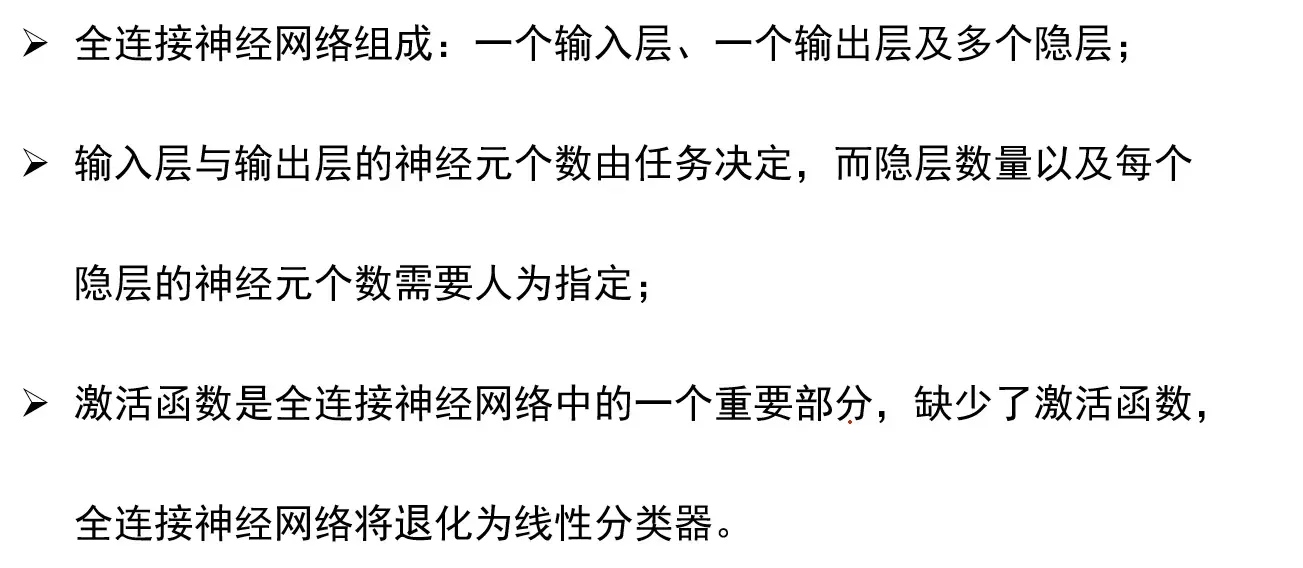 ➢ 全连接神经网络组成：一个输入层、一个输出层及多个隐层；
➢ 输入层与输出层的神经元个数由任务决定，而隐层数量以及每个
隐层的神经元个数需要人为指定；
➢ 激活函数是全连接神经网络中的一个重要部分，缺少了激活函数，
全连接神经网络将退化为线性分类器。